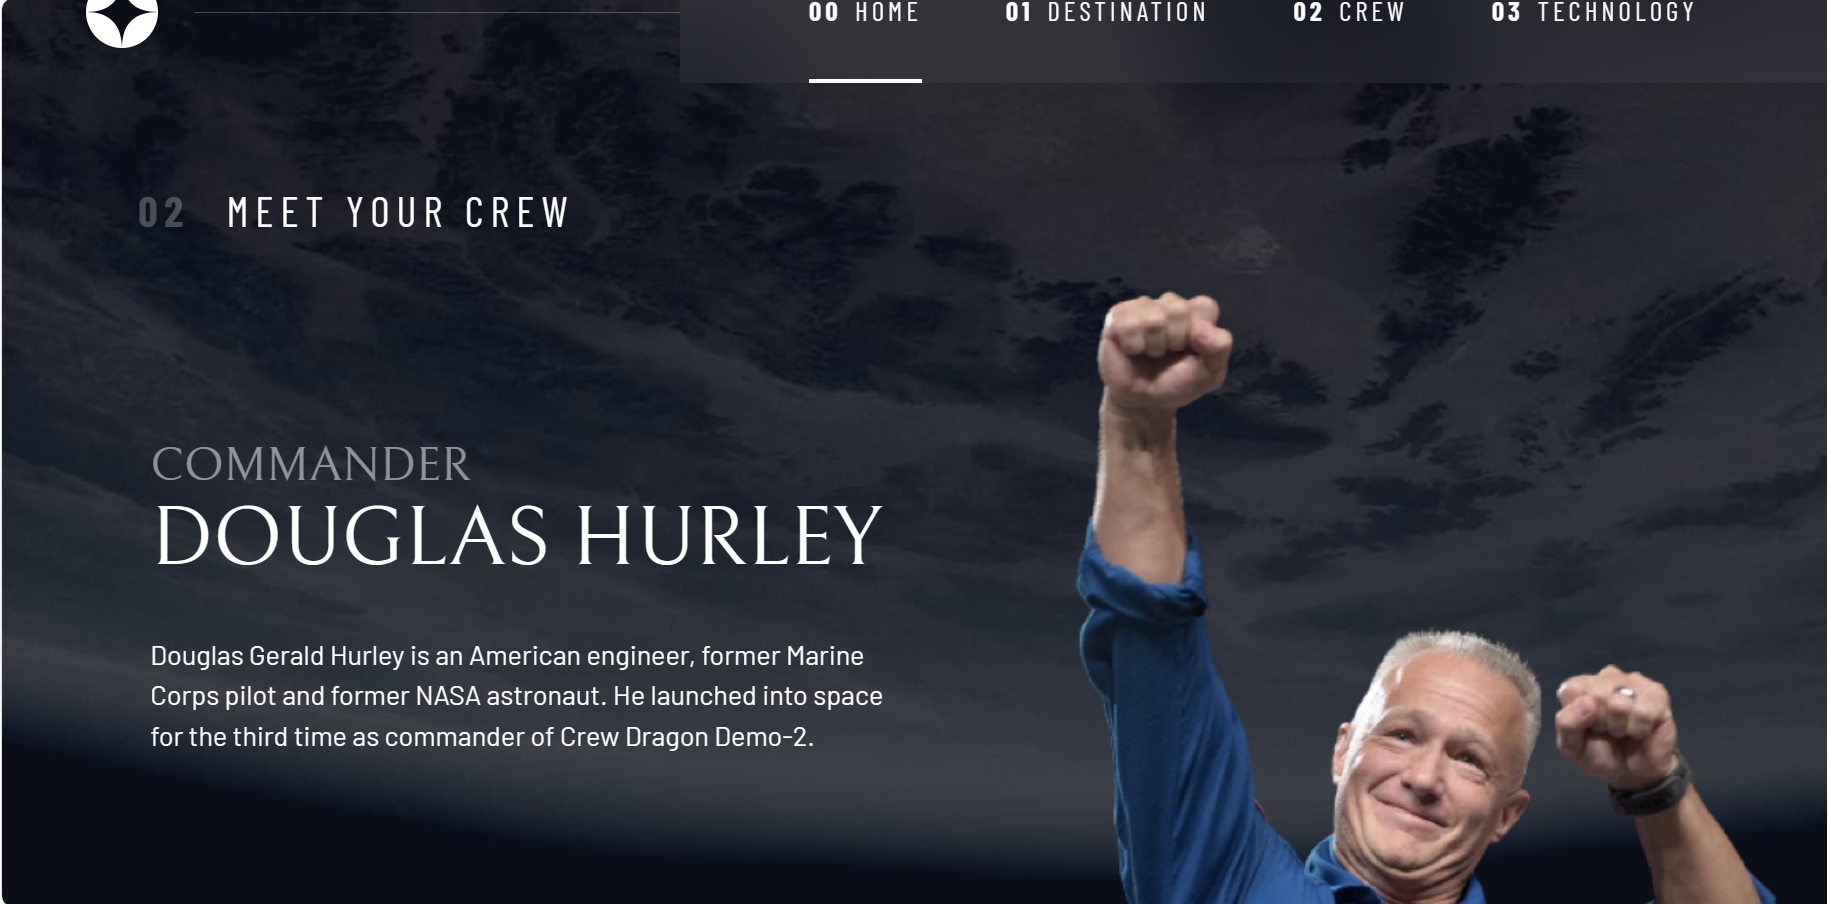 00 HOME
01 DESTINATION
02 CREW
03 TECHNOLOGY
02 MEET YOUR CREW
COMMANDER
DOUGLAS HURLEY
Douglas Gerald Hurley is an American engineer, former Marine
Corps pilot and former NASA astronaut. He launched into space
for the third time as commander of Crew Dragon Demo-2.